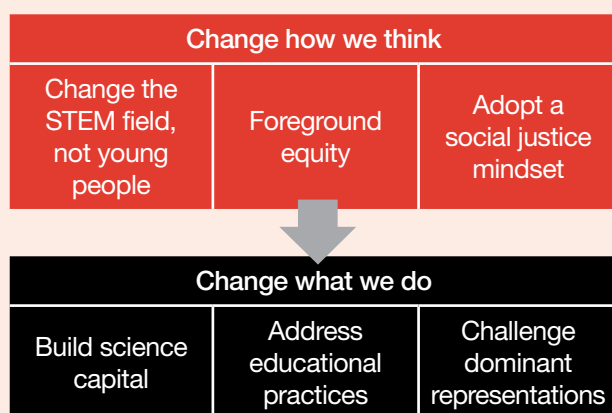 Change how we think
Change the
STEM field,
not young
people
Foreground
equity
Adopt a
social justice
mindset
Change what we do
Build science
capital
Address
educational
practices
Challenge
dominant
representations